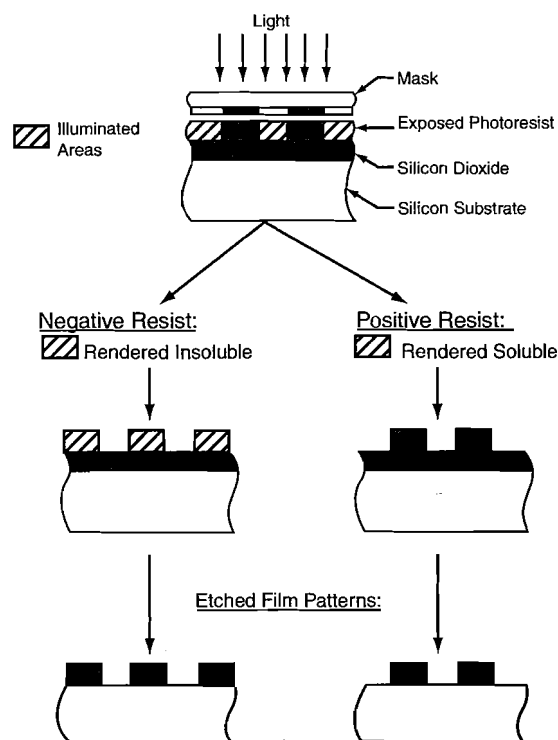 Light
Mask
Illuminated
Areas
Exposed Photoresist
Silicon Dioxide
Silicon Substrate
Negative Resist:
Rendered Insoluble
Positive Resist:
Rendered Soluble
Etched Film Patterns: